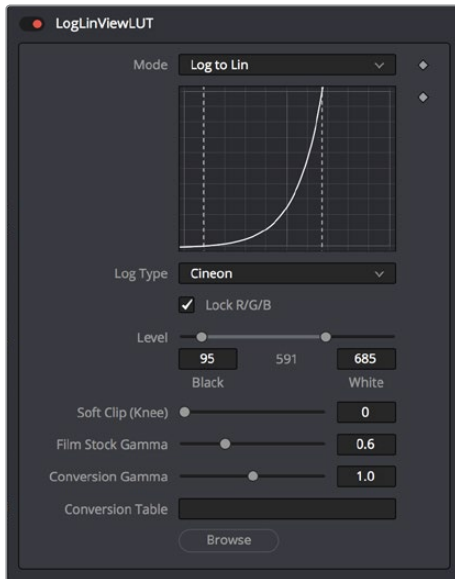 LogLinViewLUT
Mode Log to Lin
Log Type Cineon
Lock R/G/B
Level
95 591 685
Black White
Soft Clip (Knee) 0
Film Stock Gamma 0.6
Conversion Gamma 1.0
Conversion Table
Browse